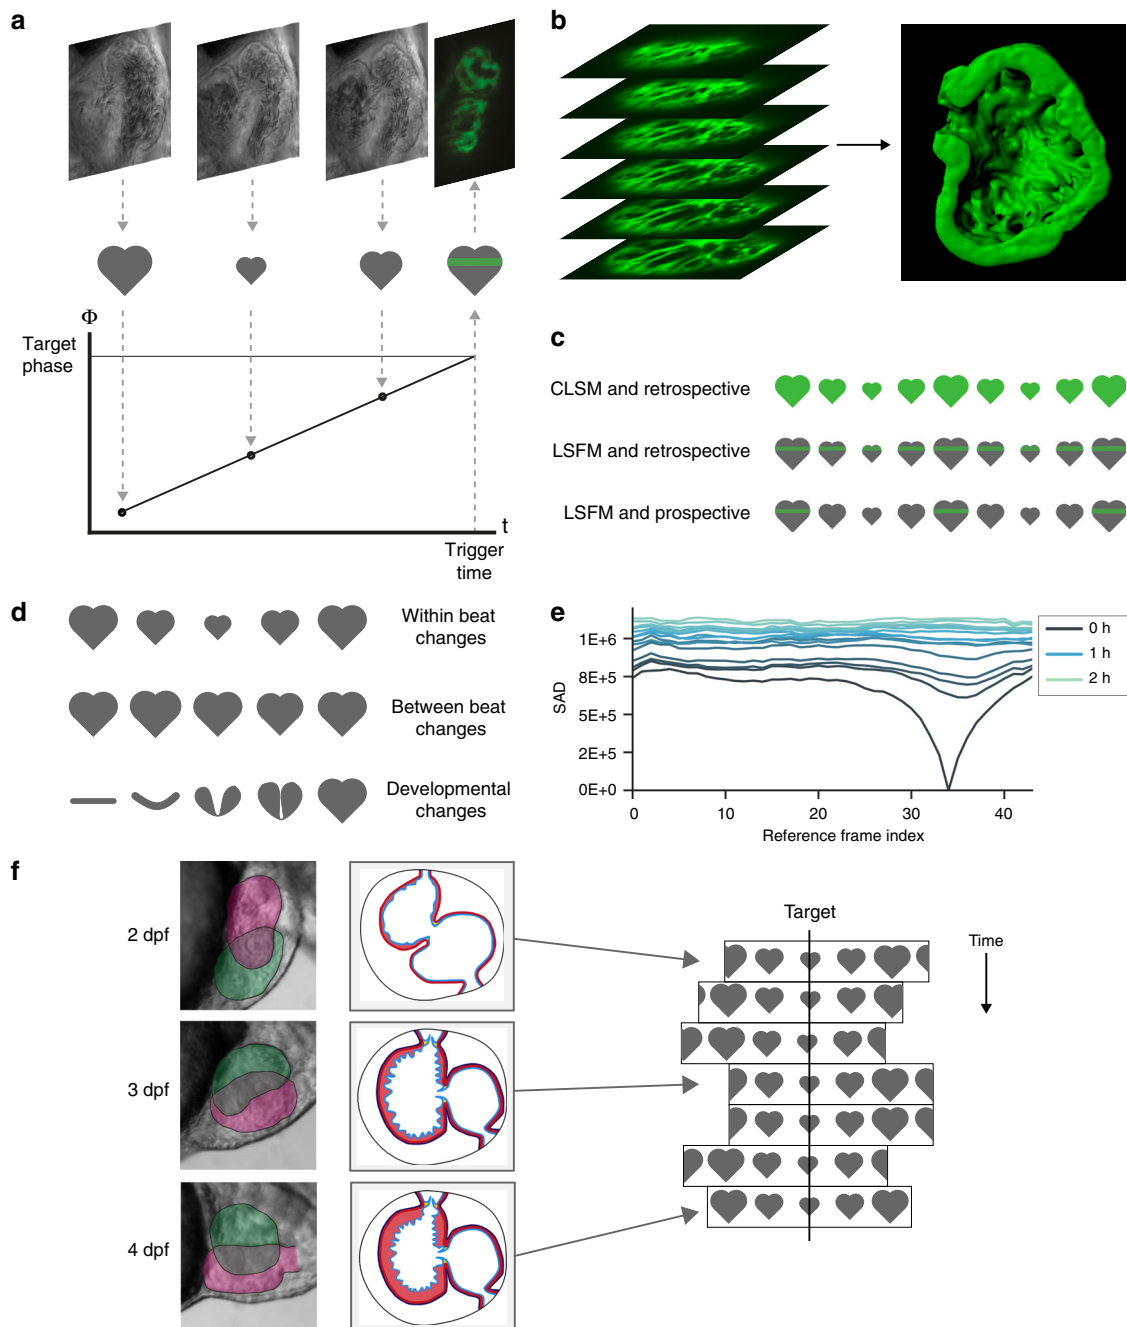 a
Φ
Target
phase
t
Trigger
time
b
c
CLSM and retrospective
LSFM and retrospective
LSFM and prospective
d
Within beat
changes
Between beat
changes
Developmental
changes
e
SAD
1E+6
8E+5
5E+5
2E+5
0E+0
0
10
20
30
40
Reference frame index
0 h
1 h
2 h
f
2 dpf
3 dpf
4 dpf
Target
Time